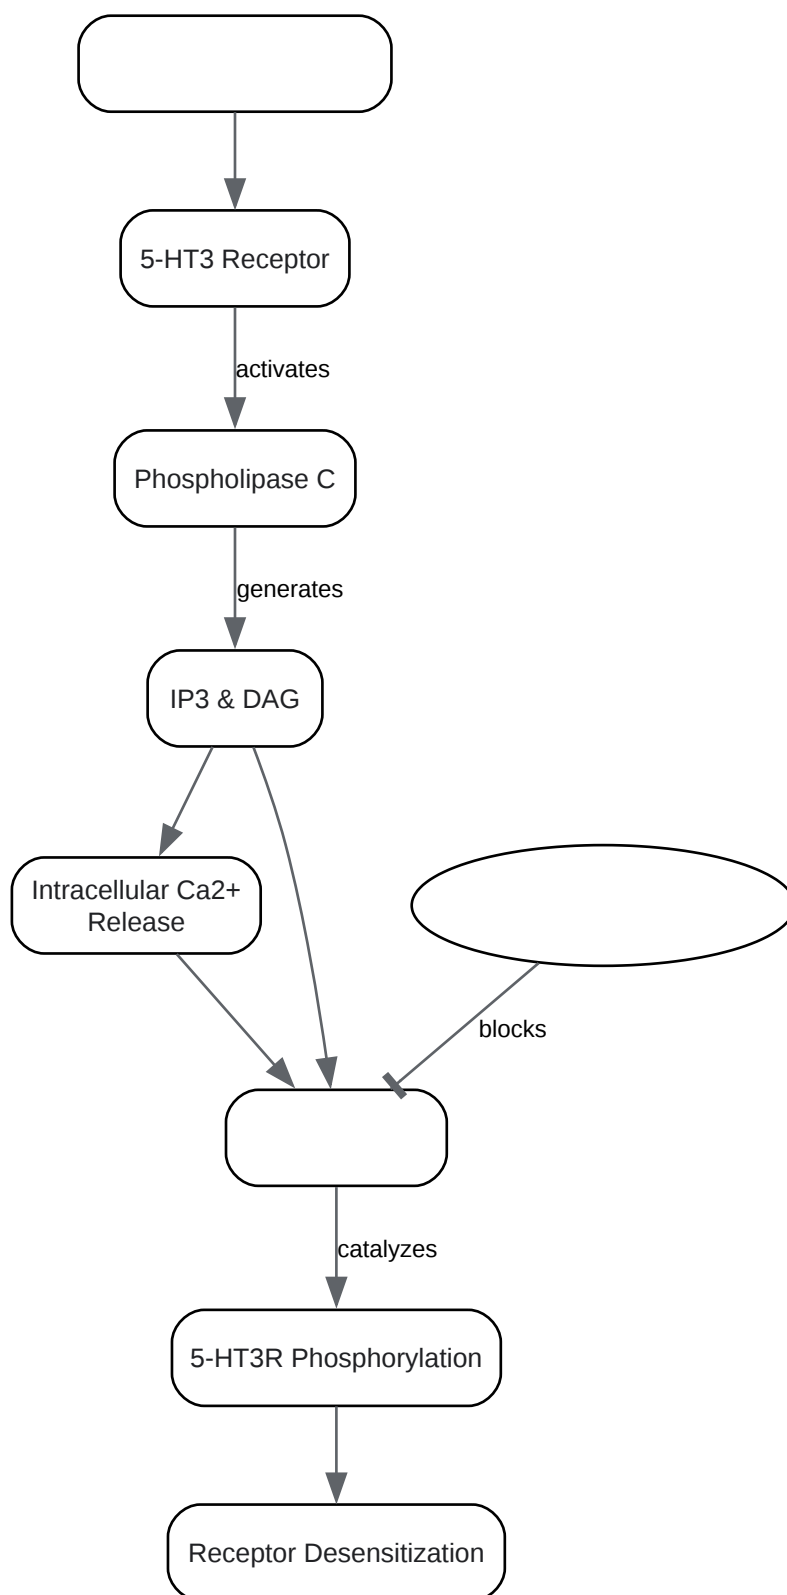 5-HT3 Receptor
activates
Phospholipase C
generates
IP3 & DAG
Intracellular Ca2+
Release
blocks
catalyzes
5-HT3R Phosphorylation
Receptor Desensitization